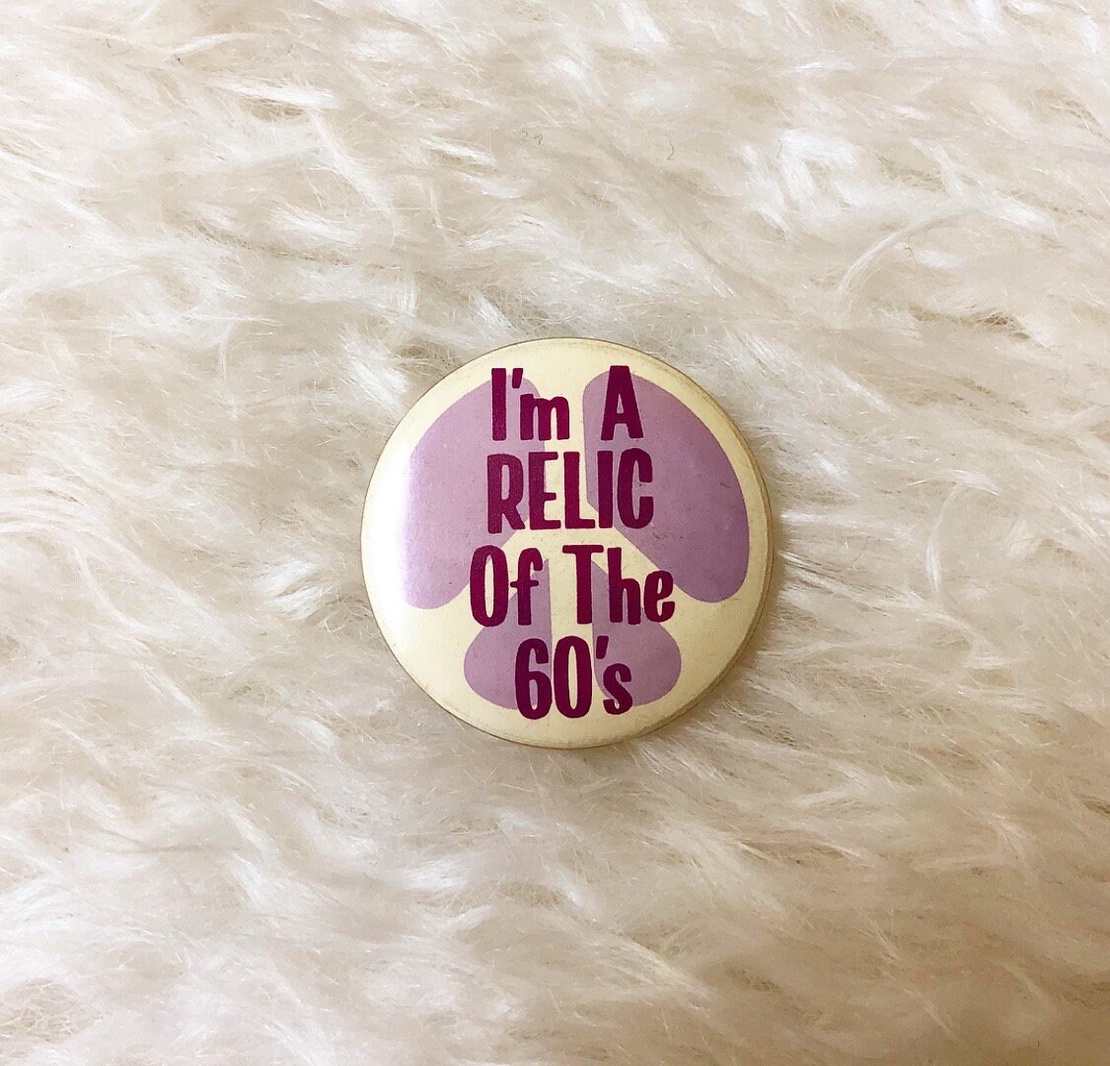 I'm A
RELIC
Of The
60's